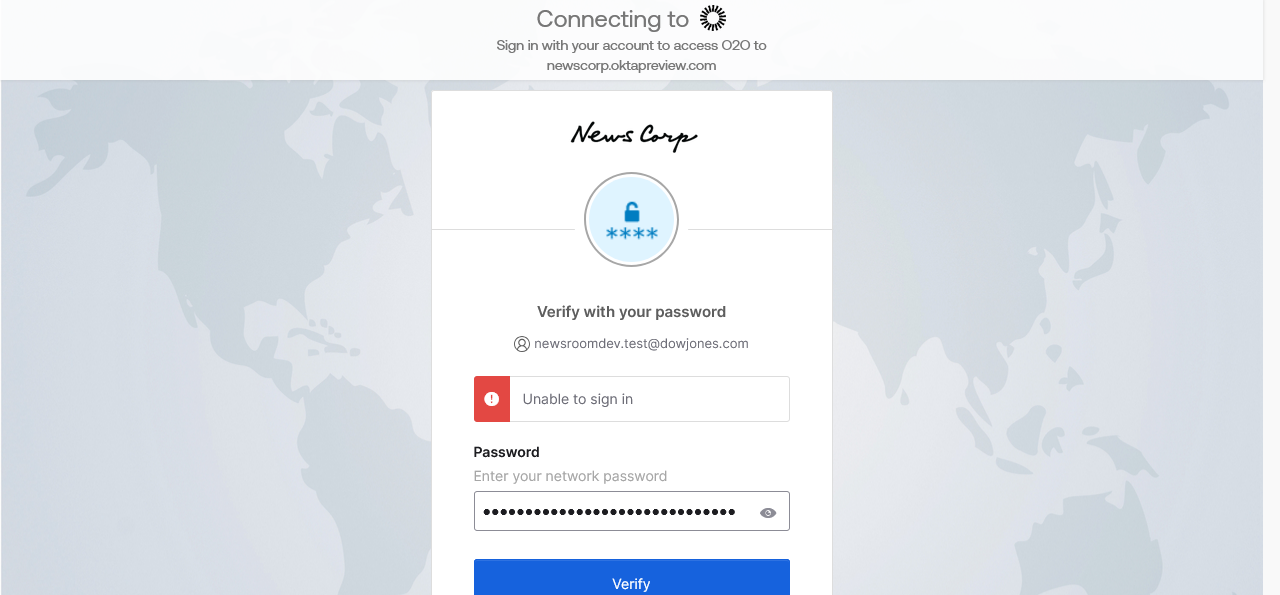 Connecting to
Sign in with your account to access O2O to
newscorp.oktapreview.com
News Corp
****
Verify with your password
newsroomdev.test@dowjones.com
Unable to sign in
Password
Enter your network password
••••••••••••••••••••••••••••••
Verify